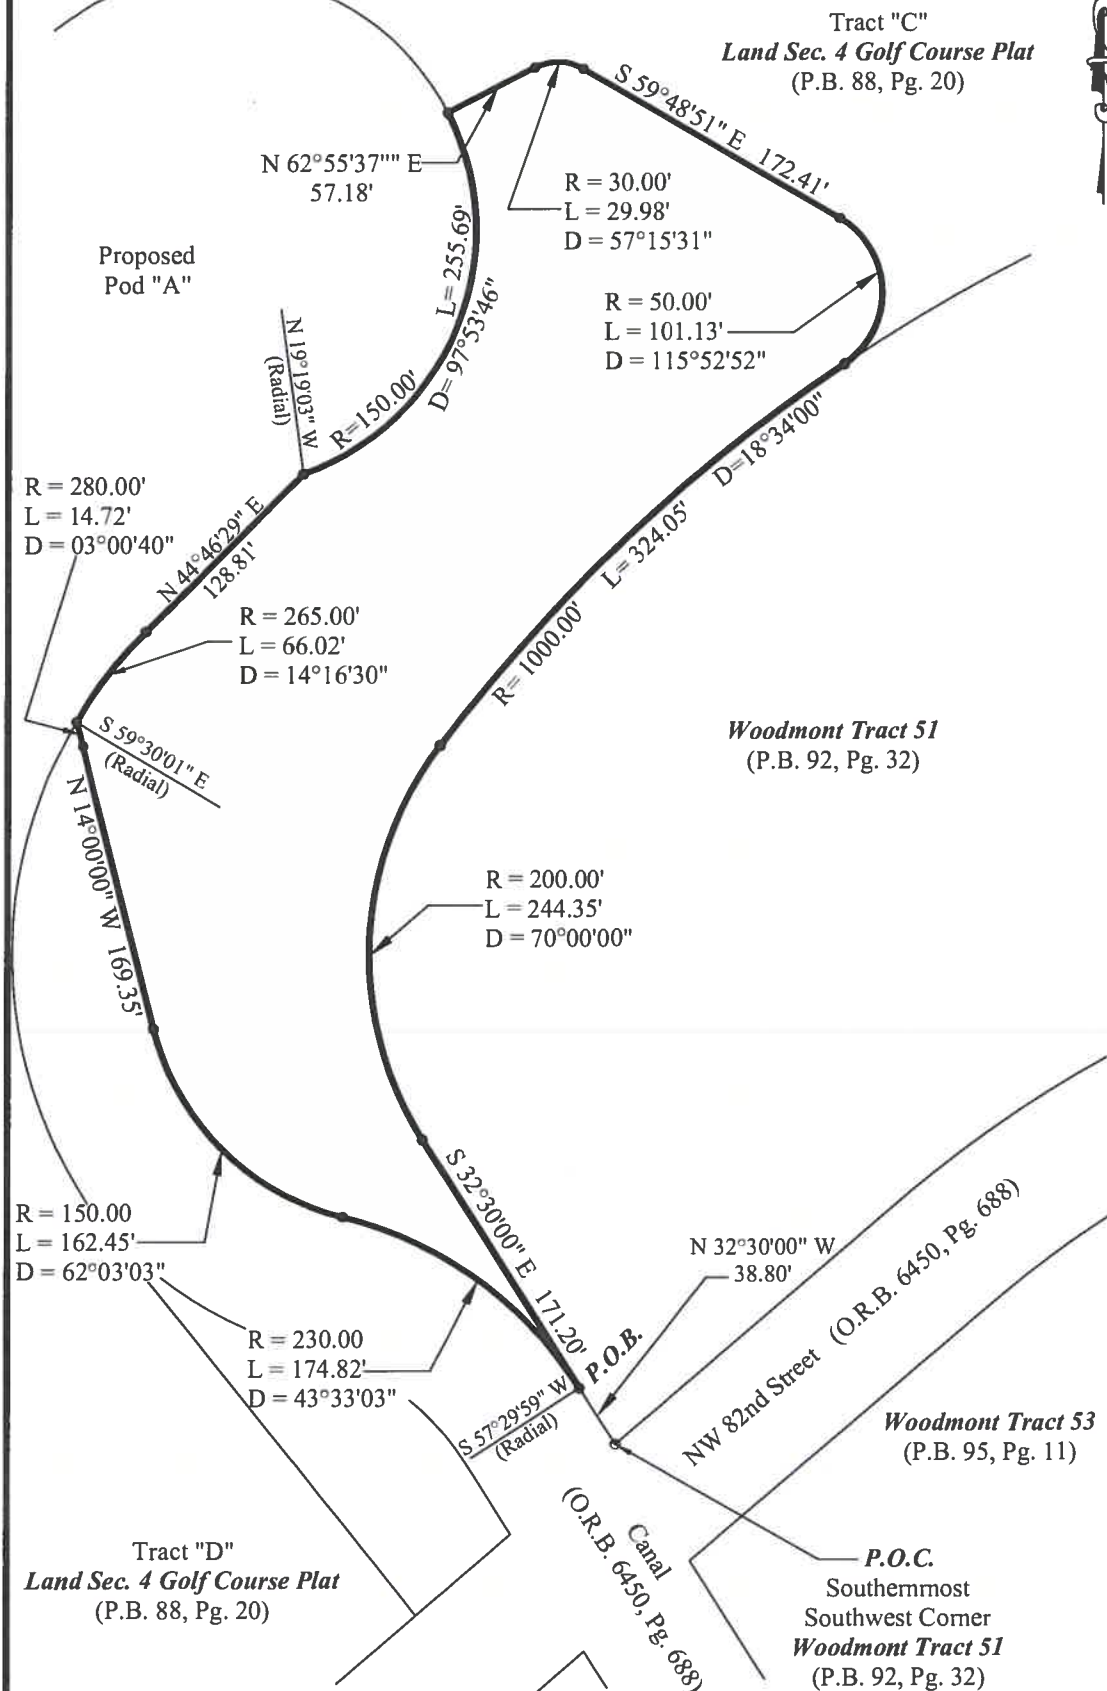 Tract "C"
Land Sec. 4 Golf Course Plat
(P.B. 88, Pg. 20)
S 59°48'51" E 172.41'
N 62°55'37"" E
57.18'
R = 30.00'
L = 29.98'
D = 57°15'31"
Proposed
Pod "A"
R=150.00'
L= 255.69'
D= 97°53'46"
R = 50.00'
L = 101.13'
D = 115°52'52"
N 19°19'03" W
(Radial)
R = 280.00'
L = 14.72'
D = 03°00'40"
N 44°46'29" E
128.81'
R= 1000.00'
L= 324.05'
D=18°34'00"
R = 265.00'
L = 66.02'
D = 14°16'30"
S 59°30'01" E
(Radial)
Woodmont Tract 51
(P.B. 92, Pg. 32)
N 14°00'00" W 169.35'
R = 200.00'
L = 244.35'
D = 70°00'00"
S 32°30'00" E 171.20'
R = 150.00
L = 162.45'
D = 62°03'03"
N 32°30'00" W
38.80'
R = 230.00
L = 174.82'
D = 43°33'03"
P.O.B.
S 57°29'59" W
(Radial)
NW 82nd Street (O.R.B. 6450, Pg. 688)
Woodmont Tract 53
(P.B. 95, Pg. 11)
Canal
(O.R.B. 6450, Pg. 688)
Tract "D"
Land Sec. 4 Golf Course Plat
(P.B. 88, Pg. 20)
P.O.C.
Southernmost
Southwest Corner
Woodmont Tract 51
(P.B. 92, Pg. 32)